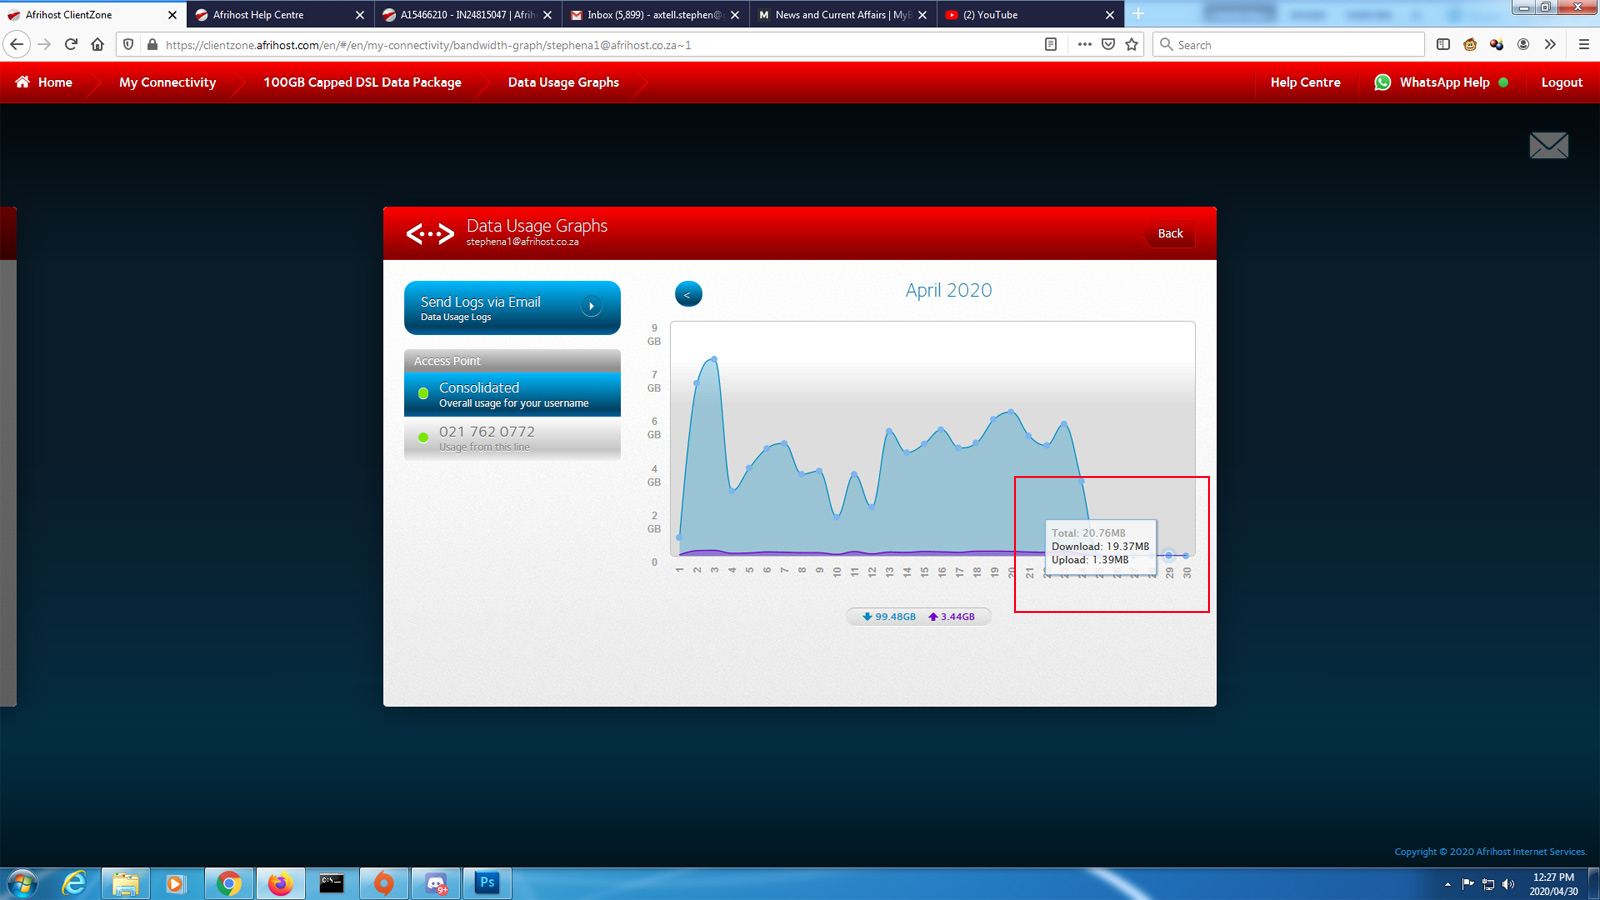 Afrihost ClientZone
Afrihost Help Centre
A15466210 - IN24815047 | Afrih
Inbox (5,899) - axtell.stephen@
M News and Current Affairs | MyB
(2) YouTube
https://clientzone.afrihost.com/en/#/en/my-connectivity/bandwidth-graph/stephena1@afrihost.co.za~1
Search
Home
My Connectivity
100GB Capped DSL Data Package
Data Usage Graphs
Help Centre
WhatsApp Help
Logout
Data Usage Graphs
stephena1@afrihost.co.za
Back
Send Logs via Email
Data Usage Logs
Access Point
Consolidated
Overall usage for your username
021 762 0772
Usage from this line
<
April 2020
9
GB
7
GB
6
GB
4
GB
2
GB
0
Total: 20.76MB
Download: 19.37MB
Upload: 1.39MB
1 2 3 4 5 6 7 8 9 10 11 12 13 14 15 16 17 18 19 20 21 22 23 24 29 30
99.48GB 3.44GB
Copyright © 2020 Afrihost Internet Services.
C:\
9+
Ps
12:27 PM
2020/04/30